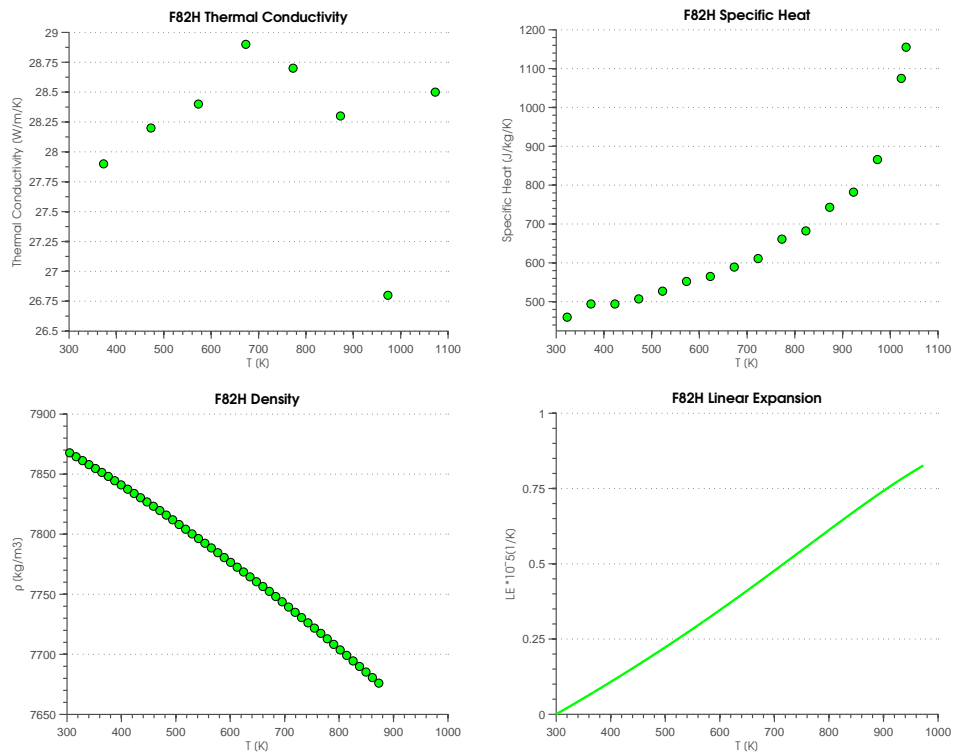 F82H Thermal Conductivity
29
28.75
28.5
28.25
28
27.75
27.5
27.25
27
26.75
26.5
300 400 500 600 700 800 900 1000 1100
T (K)
Thermal Conductivity (W/m/K)
F82H Specific Heat
1200
1100
1000
900
800
700
600
500
300 400 500 600 700 800 900 1000 1100
T (K)
Specific Heat (J/kg/K)
F82H Density
7900
7850
7800
7750
7700
7650
300 400 500 600 700 800 900 1000
T (K)
ρ (kg/m3)
F82H Linear Expansion
1
0.75
0.5
0.25
0
300 400 500 600 700 800 900 1000
T (K)
LE *10⁻5(1/K)